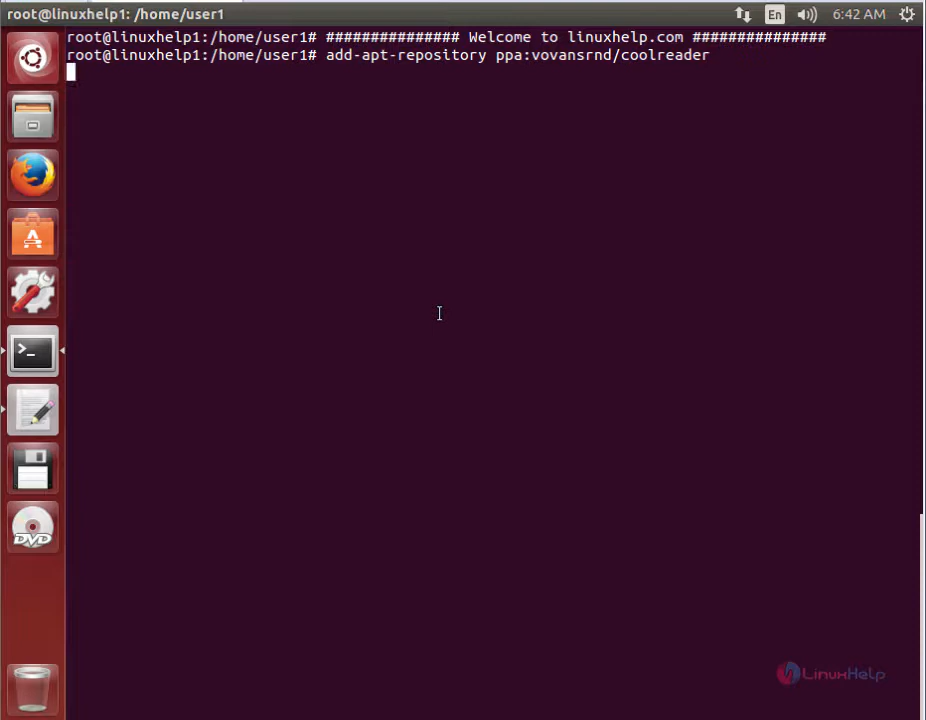 root@linuxhelp1: /home/user1
En
6:42 AM
root@linuxhelp1:/home/user1# ############### Welcome to linuxhelp.com ###############
root@linuxhelp1:/home/user1# add-apt-repository ppa:vovansrnd/coolreader
>_
DVD
LinuxHelp